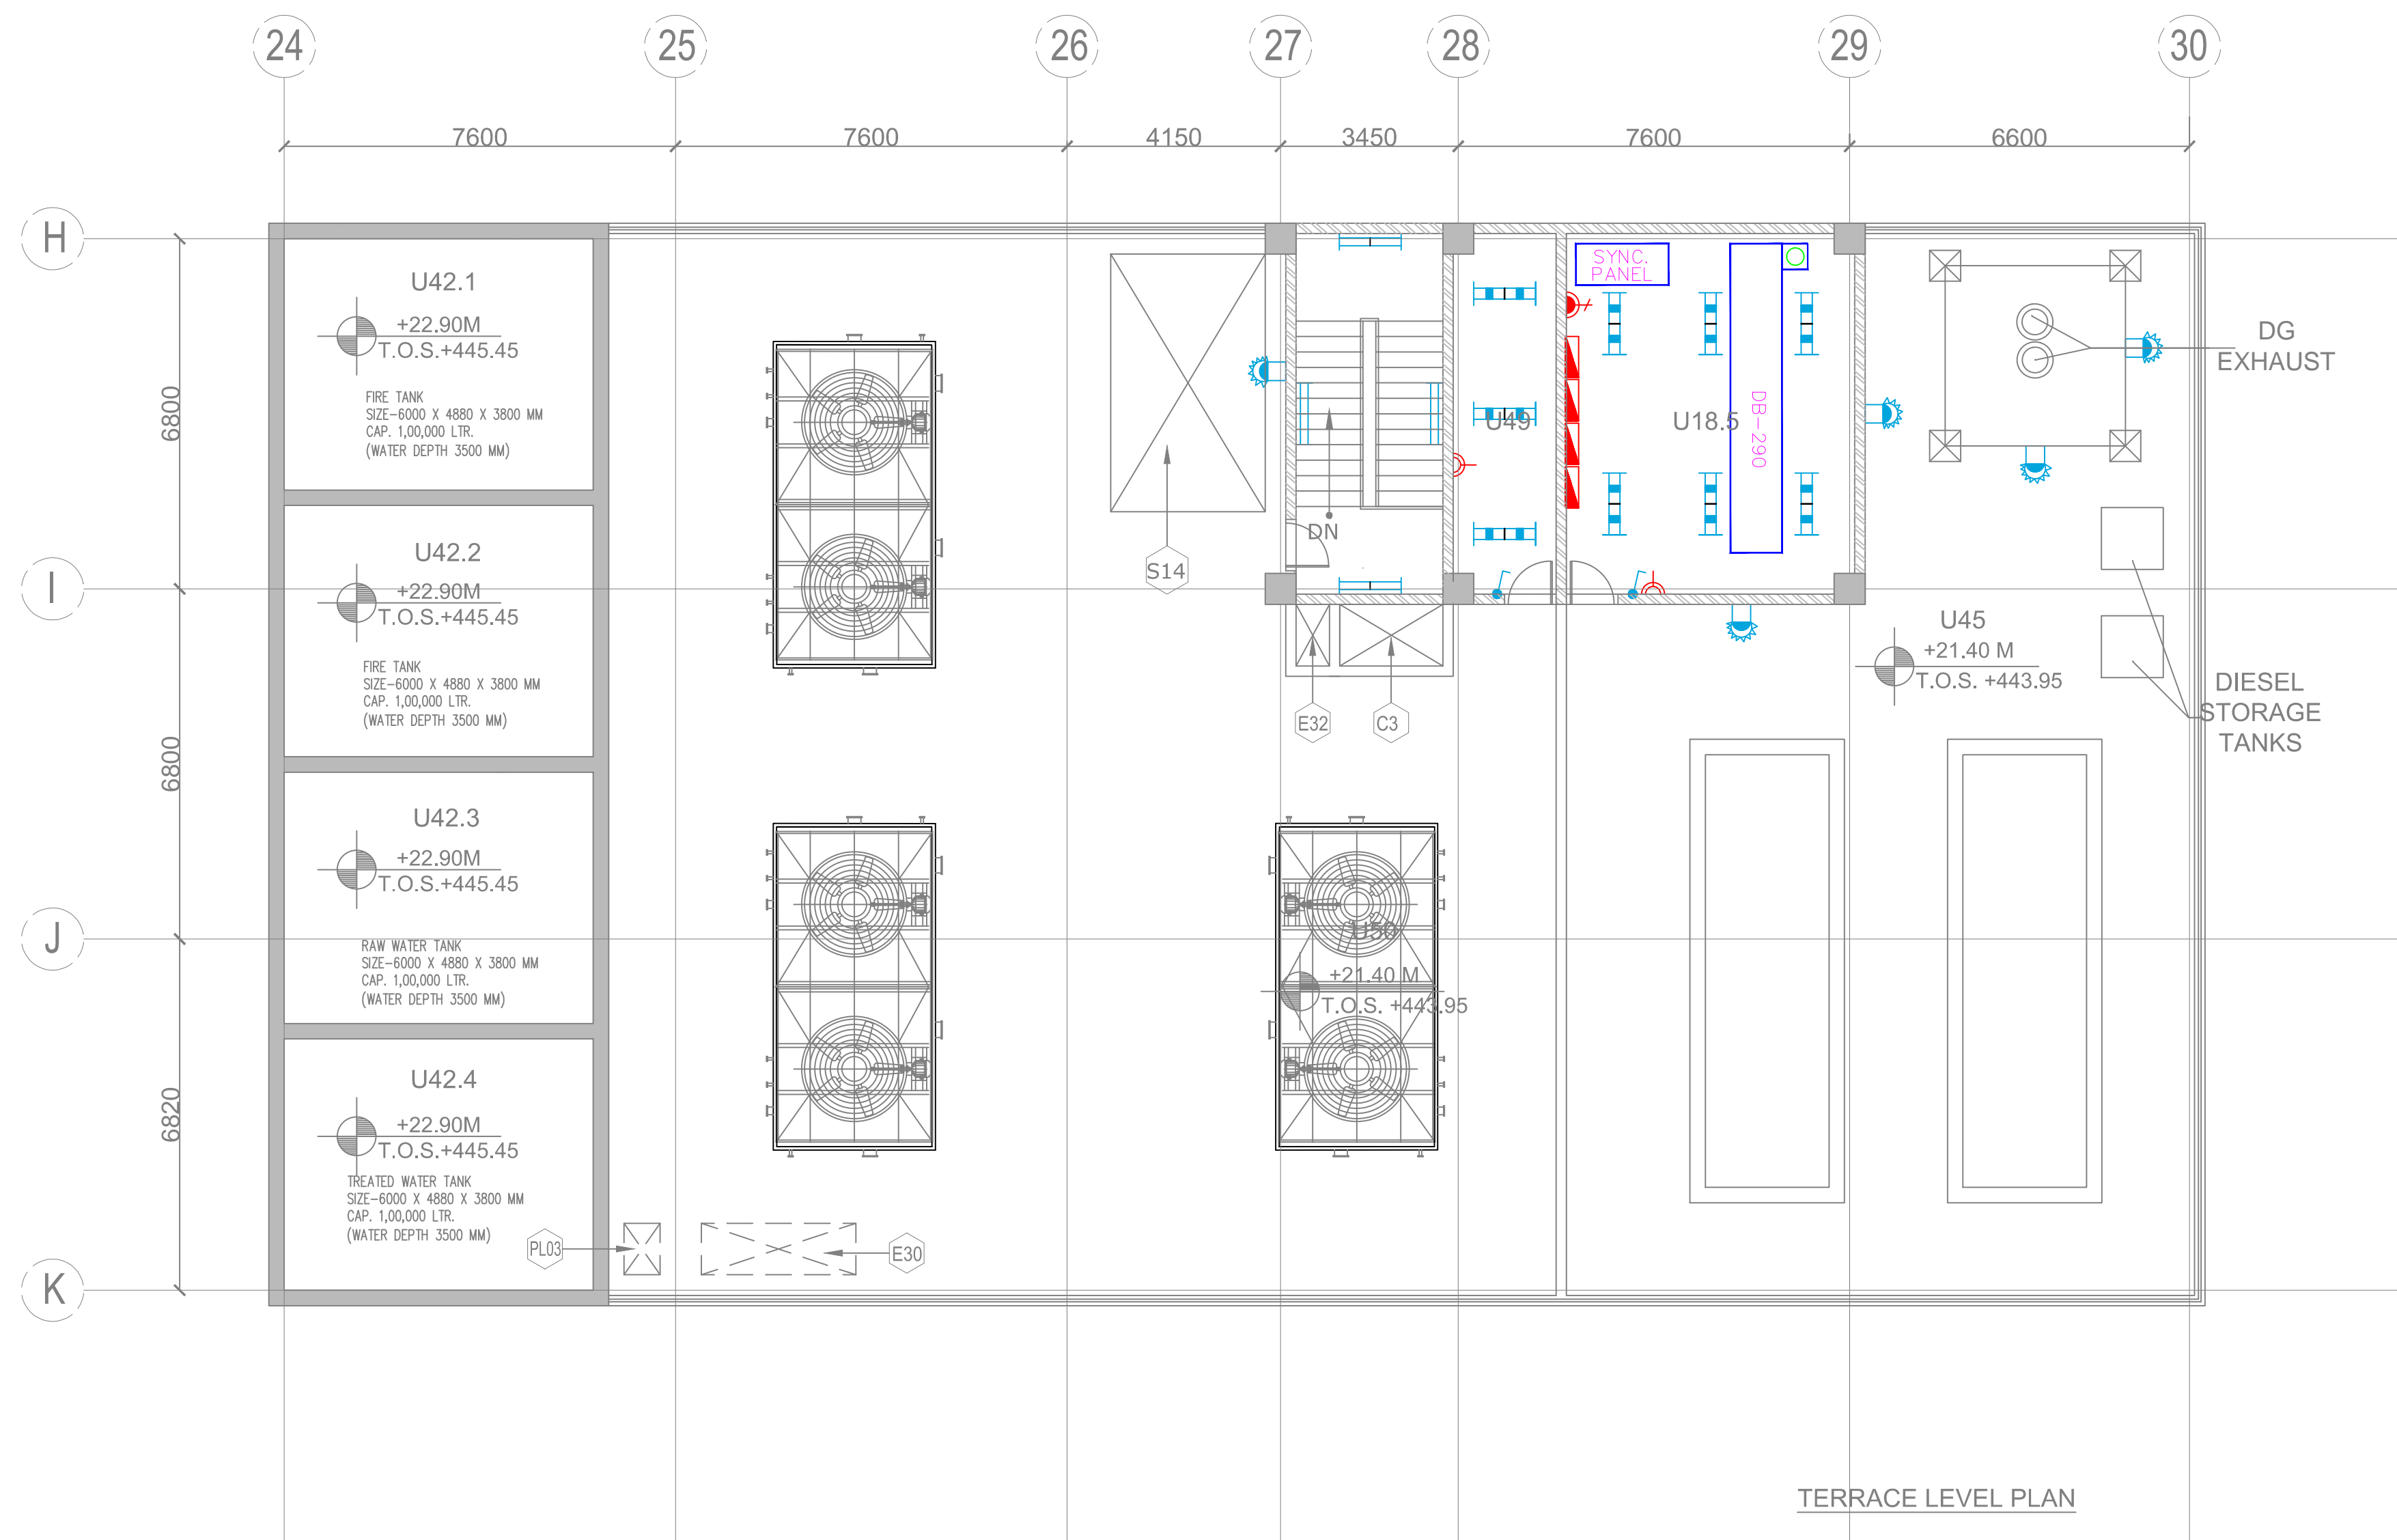 24
25
26
27
28
29
30
7600
7600
4150
3450
7600
6600
H
I
J
K
6800
6800
6820
U42.1
+22.90M
T.O.S.+445.45
FIRE TANK
SIZE-6000 X 4880 X 3800 MM
CAP. 1,00,000 LTR.
(WATER DEPTH 3500 MM)
U42.2
+22.90M
T.O.S.+445.45
FIRE TANK
SIZE-6000 X 4880 X 3800 MM
CAP. 1,00,000 LTR.
(WATER DEPTH 3500 MM)
U42.3
+22.90M
T.O.S.+445.45
RAW WATER TANK
SIZE-6000 X 4880 X 3800 MM
CAP. 1,00,000 LTR.
(WATER DEPTH 3500 MM)
U42.4
+22.90M
T.O.S.+445.45
TREATED WATER TANK
SIZE-6000 X 4880 X 3800 MM
CAP. 1,00,000 LTR.
(WATER DEPTH 3500 MM)
PL03
E30
S14
DN
E32
C3
U49
SYNC.
PANEL
U18.5
DB-290
DG
EXHAUST
U45
+21.40 M
T.O.S. +443.95
DIESEL
STORAGE
TANKS
U50
+21.40 M
T.O.S. +443.95
TERRACE LEVEL PLAN